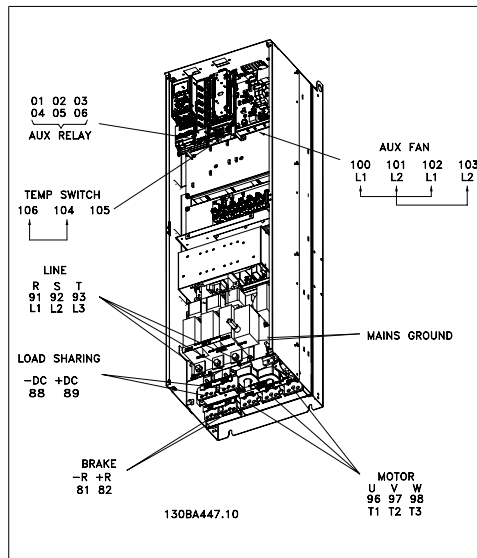 01 02 03
04 05 06
AUX RELAY
AUX FAN
100 101 102 103
L1 L2 L1 L2
TEMP SWITCH
106 104 105
LINE
R S T
91 92 93
L1 L2 L3
MAINS GROUND
LOAD SHARING
-DC +DC
88 89
BRAKE
-R +R
81 82
MOTOR
U V W
96 97 98
T1 T2 T3
130BA447.10